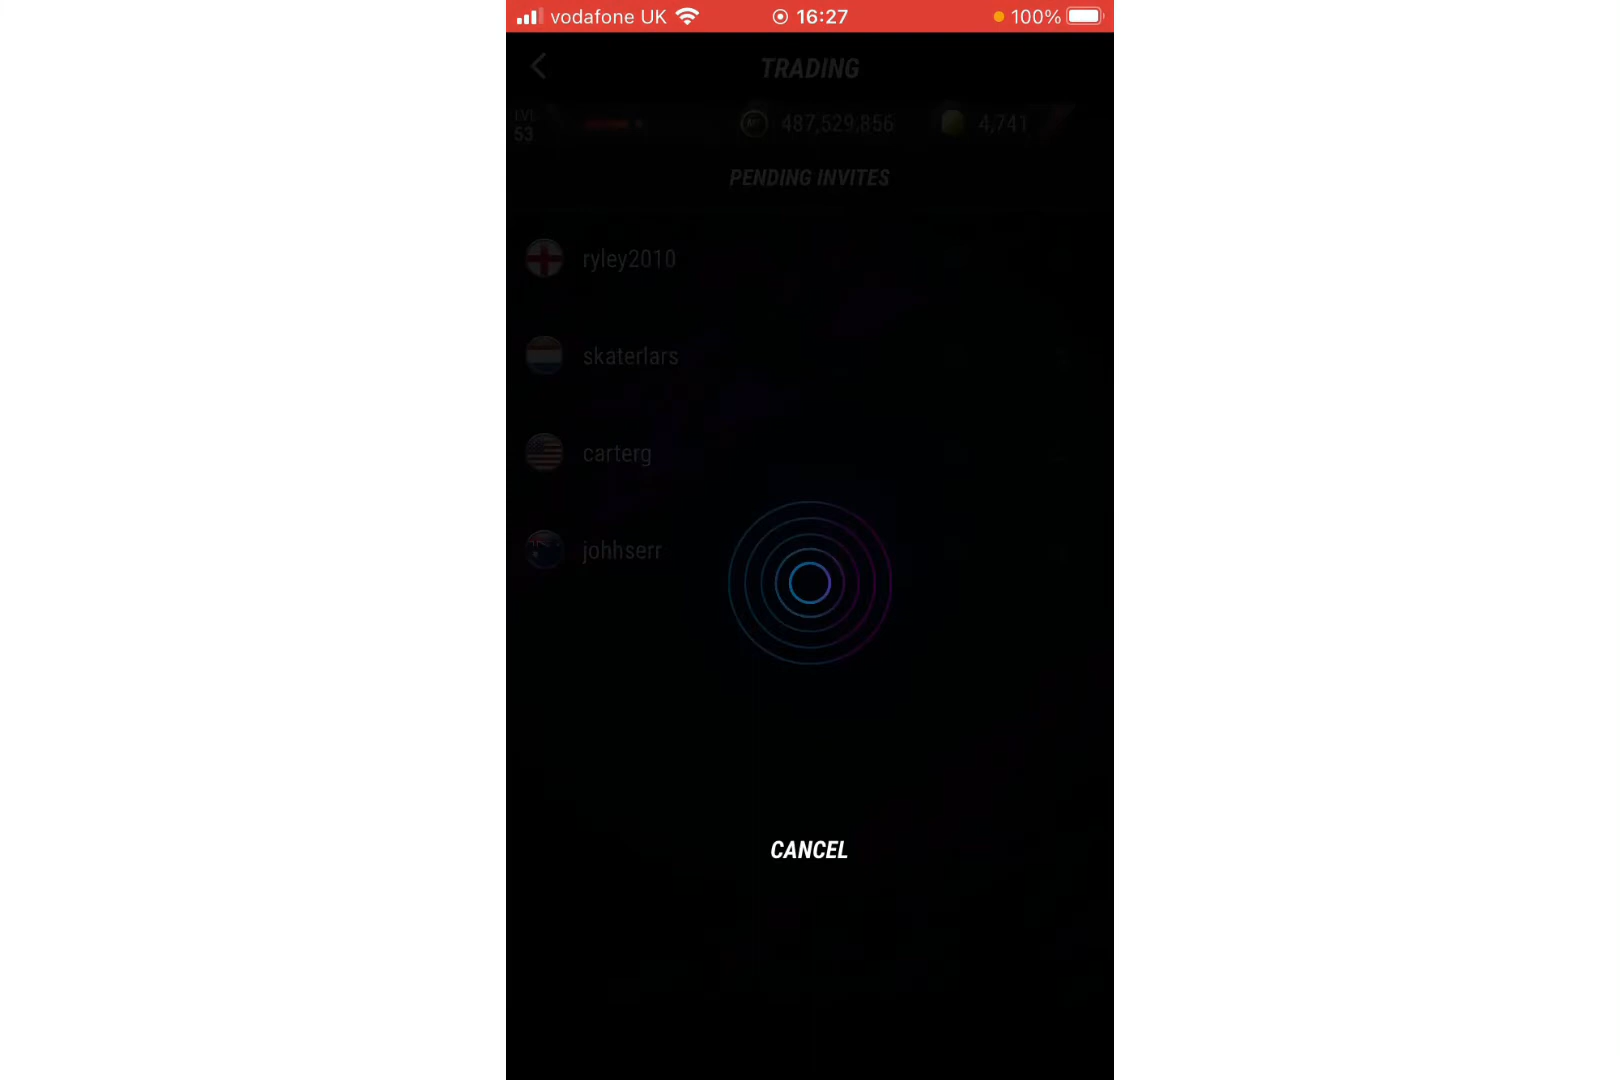 vodafone UK 16:27 100%
TRADING
LVL 53 487,529,856 4,741
PENDING INVITES
ryley2010
skaterlars
carterg
johhserr
CANCEL